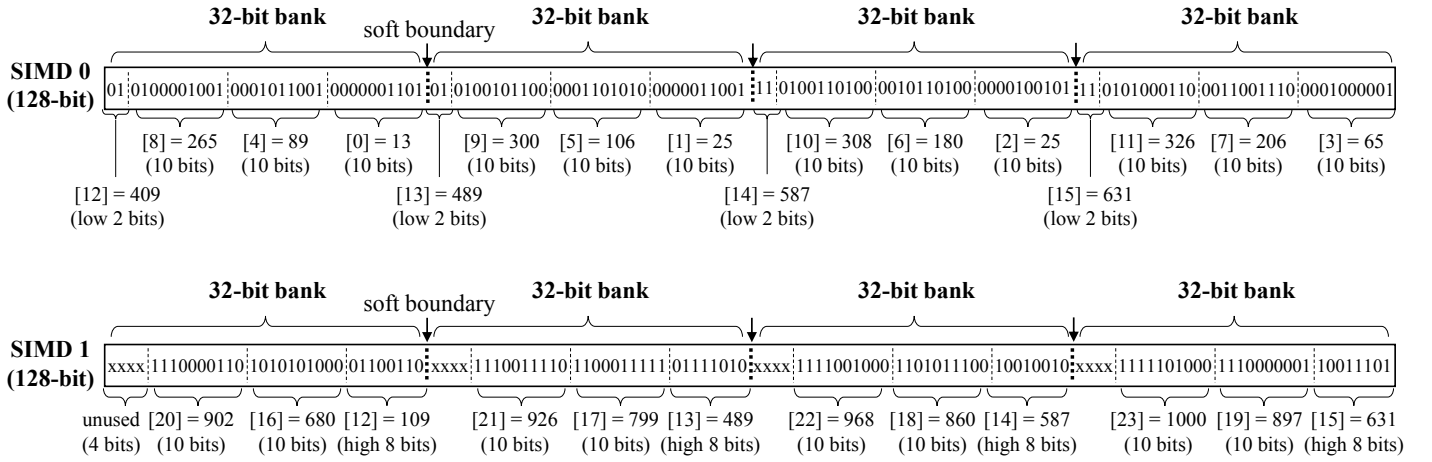 32-bit bank 32-bit bank 32-bit bank 32-bit bank
soft boundary
SIMD 0
(128-bit)
01 0100001001 0001011001 0000001101 01 0100101100 0001101010 0000011001 11 0100110100 0010110100 0000100101 11 0101000110 0011001110 0001000001
[8] = 265 [4] = 89 [0] = 13 [9] = 300 [5] = 106 [1] = 25 [10] = 308 [6] = 180 [2] = 25 [11] = 326 [7] = 206 [3] = 65
(10 bits) (10 bits) (10 bits) (10 bits) (10 bits) (10 bits) (10 bits) (10 bits) (10 bits) (10 bits) (10 bits) (10 bits)
[12] = 409 [13] = 489 [14] = 587 [15] = 631
(low 2 bits) (low 2 bits) (low 2 bits) (low 2 bits)
32-bit bank 32-bit bank 32-bit bank 32-bit bank
soft boundary
SIMD 1
(128-bit)
xxxx 1110000110 1010101000 01100110 xxxx 1110011110 1100011111 01111010 xxxx 1111001000 1101011100 10010010 xxxx 1111101000 1110000001 10011101
unused [20] = 902 [16] = 680 [12] = 109 [21] = 926 [17] = 799 [13] = 489 [22] = 968 [18] = 860 [14] = 587 [23] = 1000 [19] = 897 [15] = 631
(4 bits) (10 bits) (10 bits) (high 8 bits) (10 bits) (10 bits) (high 8 bits) (10 bits) (10 bits) (high 8 bits) (10 bits) (10 bits) (high 8 bits)